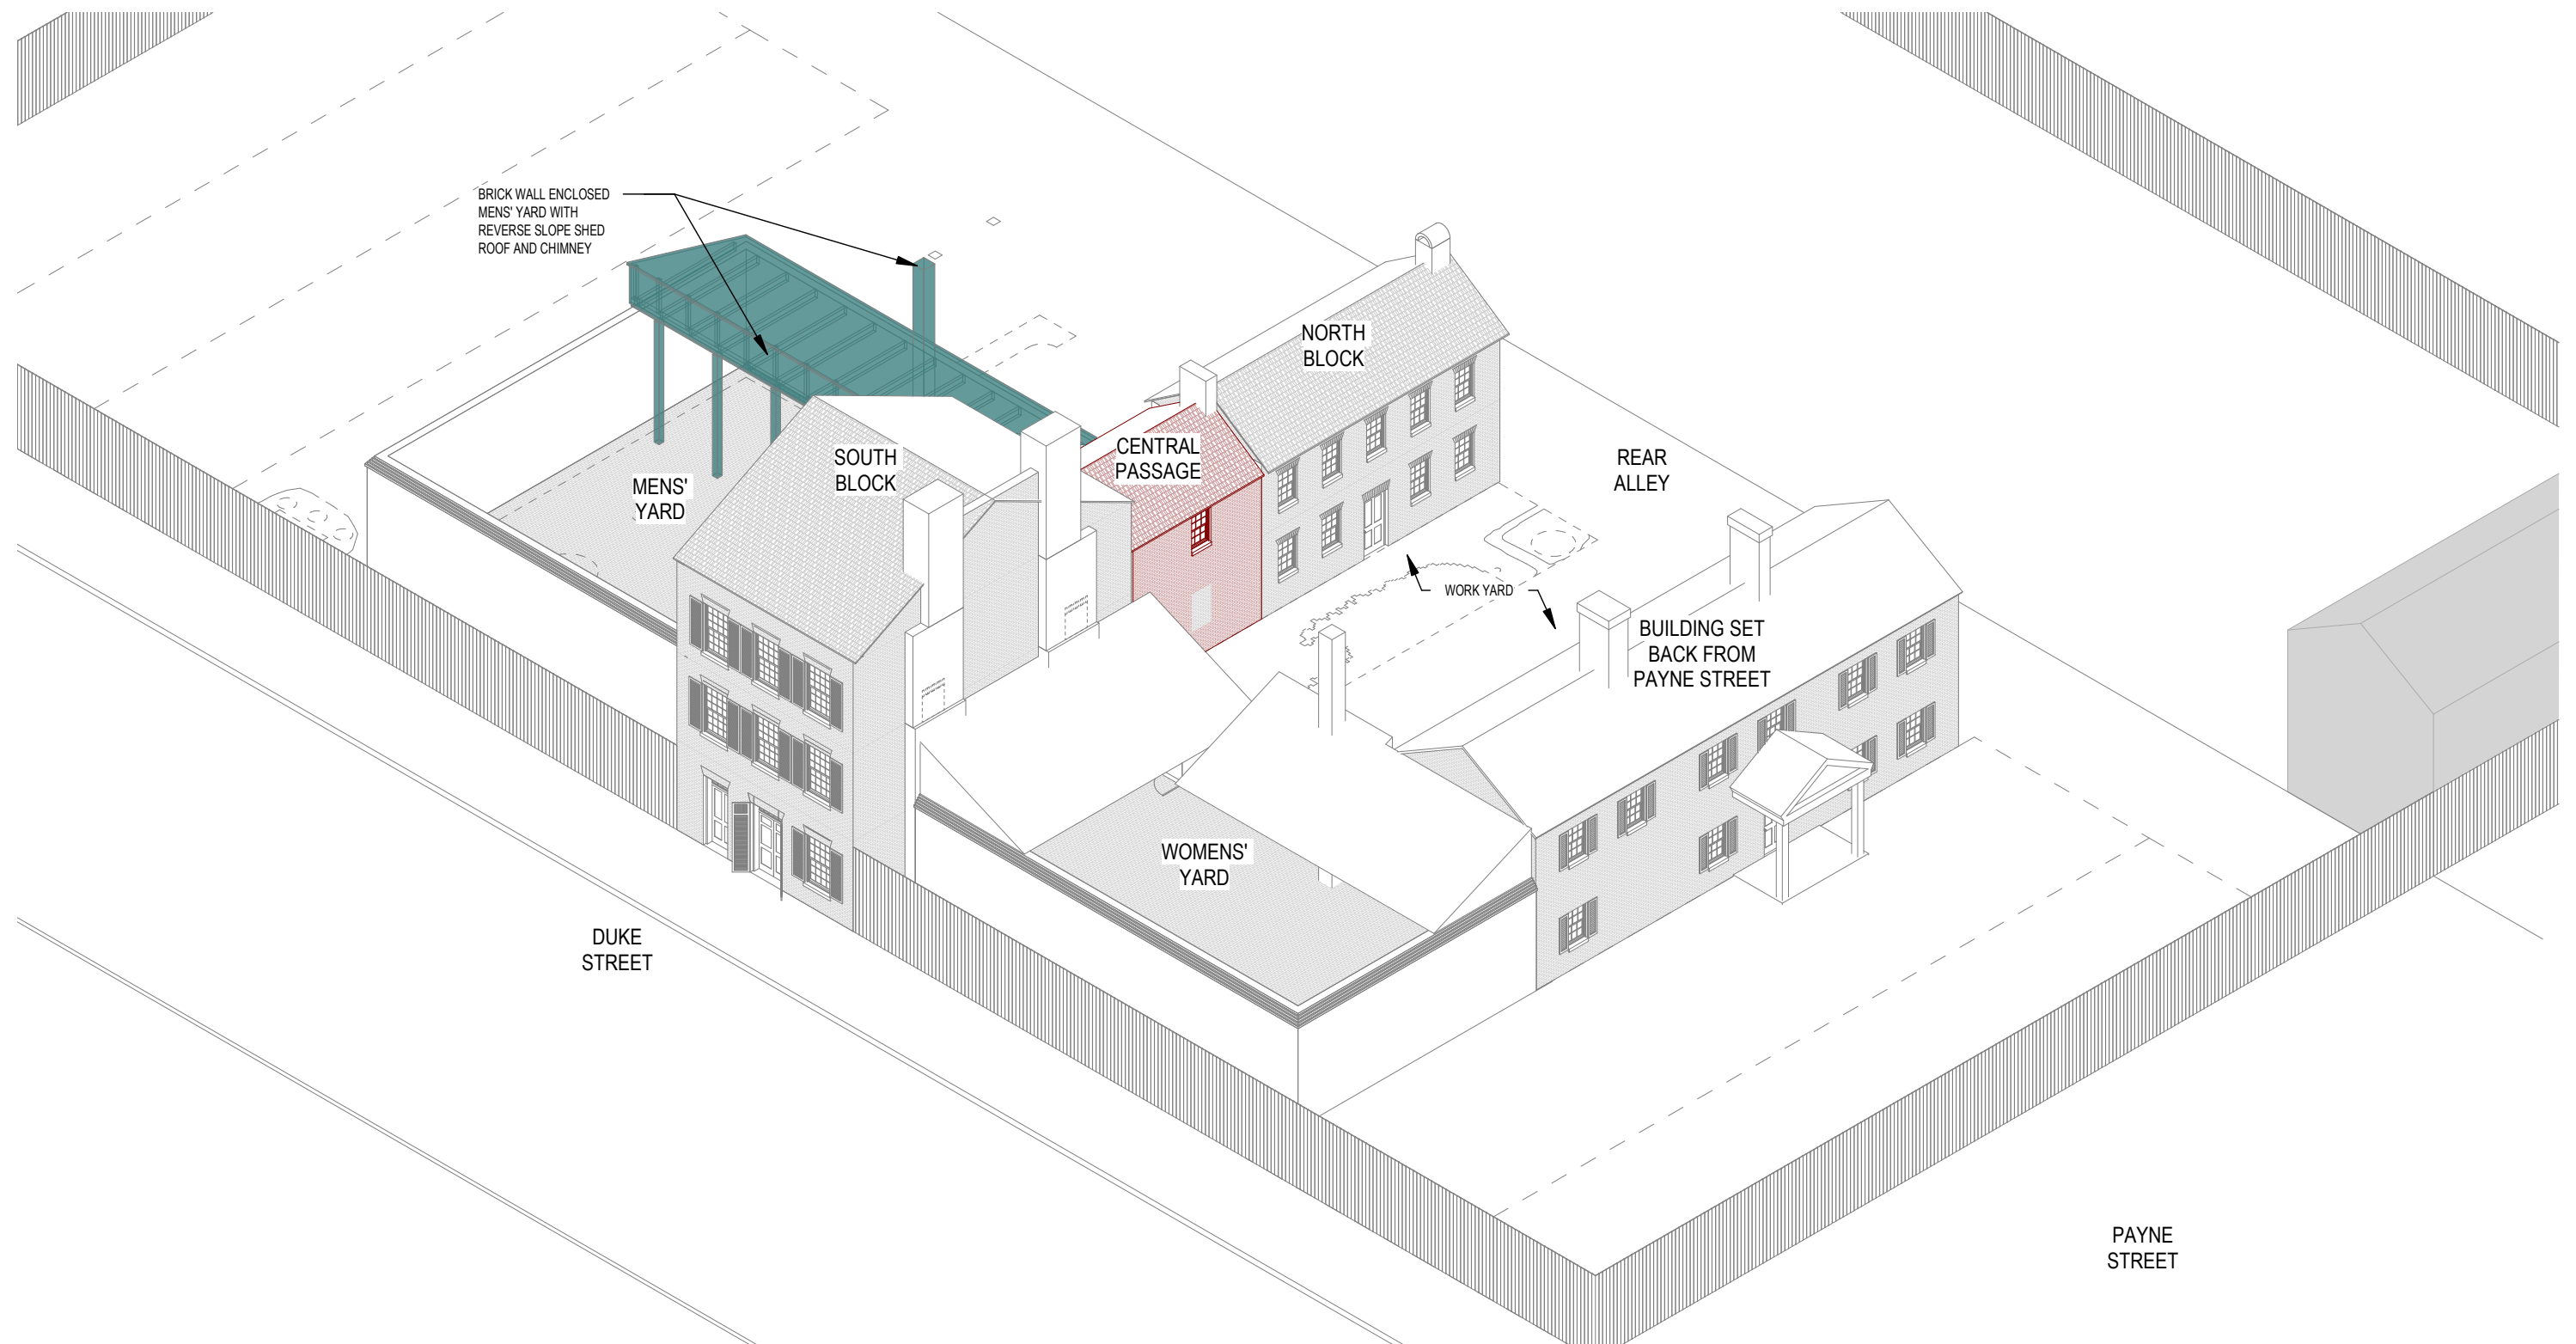 BRICK WALL ENCLOSED
MENS' YARD WITH
REVERSE SLOPE SHED
ROOF AND CHIMNEY
NORTH
BLOCK
CENTRAL
PASSAGE
SOUTH
BLOCK
MENS'
YARD
REAR
ALLEY
WORK YARD
BUILDING SET
BACK FROM
PAYNE STREET
WOMENS'
YARD
DUKE
STREET
PAYNE
STREET